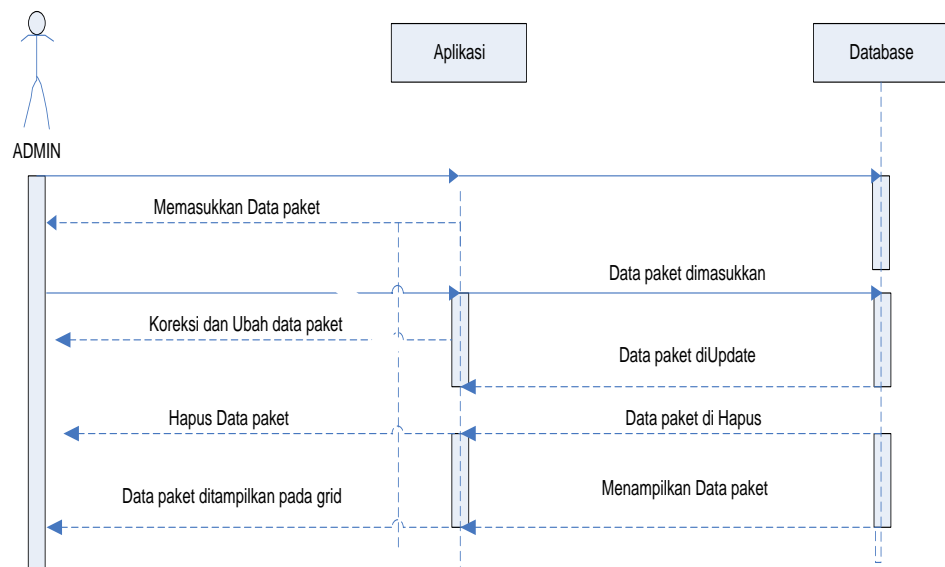 Aplikasi
Database
ADMIN
Memasukkan Data paket
Data paket dimasukkan
Koreksi dan Ubah data paket
Data paket diUpdate
Hapus Data paket
Data paket di Hapus
Data paket ditampilkan pada grid
Menampilkan Data paket